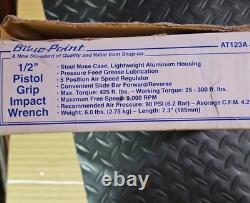 Blue-Point
AT123A
A New Standard of Quality and Value from Snap-on
1/2"
Pistol
Grip
Impact
Wrench
- Steel Nose Case, Lightweight Aluminum Housing
- Pressure Feed Grease Lubrication
- 5 Position Air Speed Regulator
- Convenient Slide Bar Forward/Reverse
- Max. Torque: 425 ft. lbs. - Working Torque: 25 - 300 ft. lbs.
- Maximum Free Speed: 9,000 RPM
- Recommended Air Pressure: 90 PSI (6.2 Bar) - Average C.F.M. 4.2
- Weight: 6.0 lbs. (2.75 kg) - Length: 7.3" (185mm)